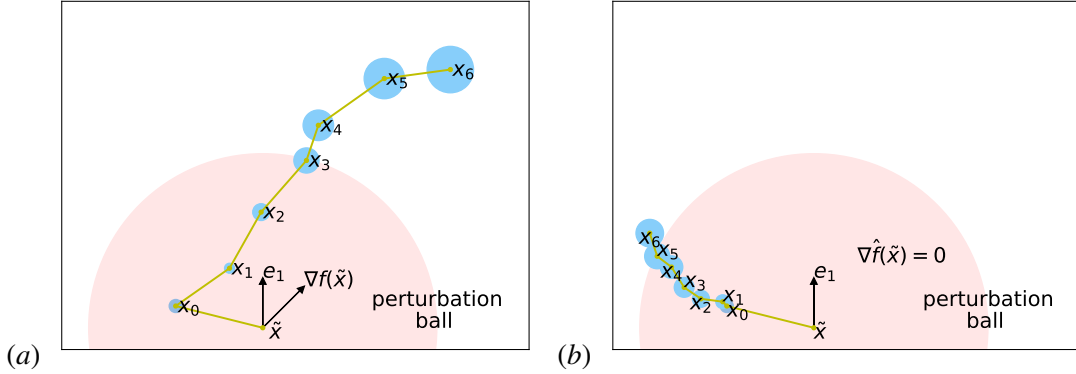 x₆
x₅
x₄
x₃
x₂
x₁
x₀
e₁
∇f(x̃)
x̃
perturbation
ball
(a)
x₆
x₅
x₄
x₃
x₂
x₁
x₀
∇f̂(x̃) = 0
e₁
x̃
perturbation
ball
(b)